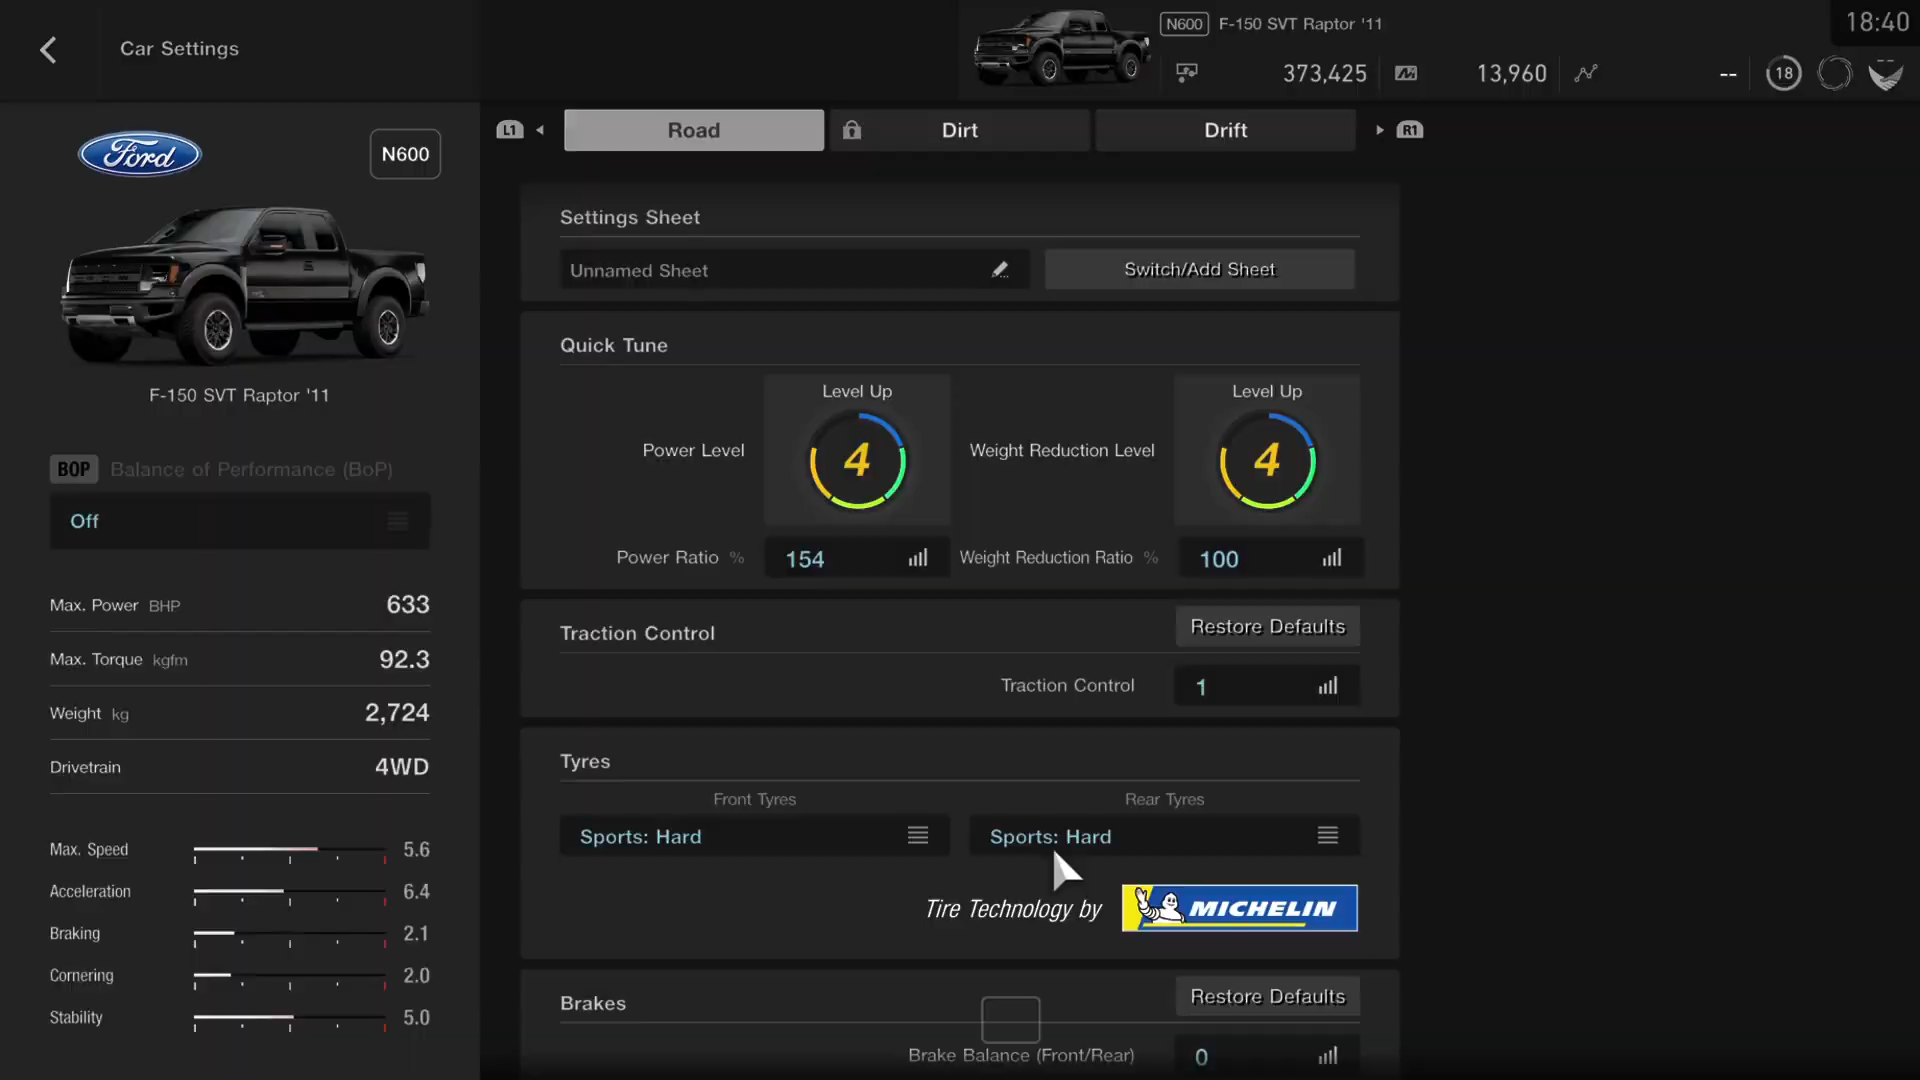 Car Settings
N600 F-150 SVT Raptor '11
18:40
373,425
13,960
--
18
--
Ford
N600
F-150 SVT Raptor '11
BOP Balance of Performance (BoP)
Off
Max. Power BHP 633
Max. Torque kgfm 92.3
Weight kg 2,724
Drivetrain 4WD
Max. Speed 5.6
Acceleration 6.4
Braking 2.1
Cornering 2.0
Stability 5.0
L1 Road Dirt Drift R1
Settings Sheet
Unnamed Sheet Switch/Add Sheet
Quick Tune
Level Up Level Up
Power Level 4 Weight Reduction Level 4
Power Ratio % 154 Weight Reduction Ratio % 100
Traction Control Restore Defaults
Traction Control 1
Tyres
Front Tyres Rear Tyres
Sports: Hard Sports: Hard
Tire Technology by MICHELIN
Brakes Restore Defaults
Brake Balance (Front/Rear) 0